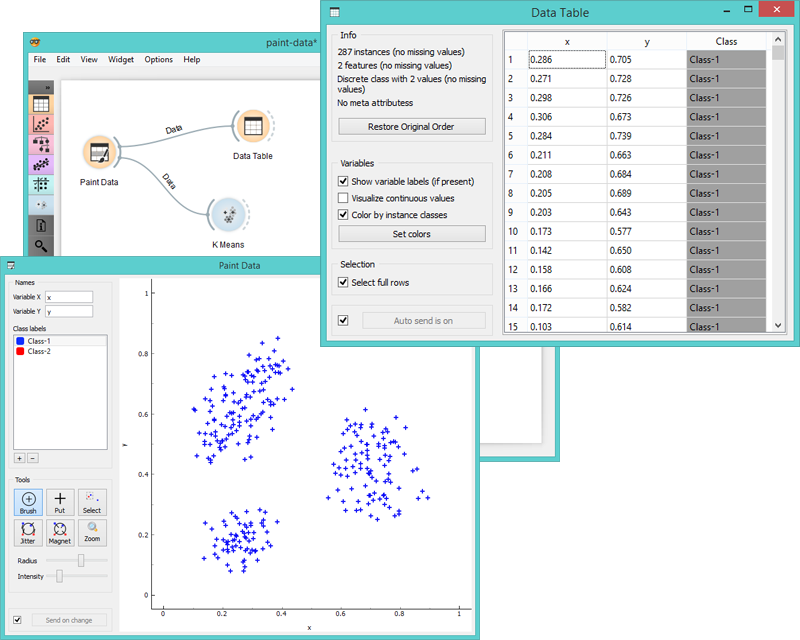 paint-data*
File Edit View Widget Options Help
Data
Data
Paint Data
Data Table
K Means
Data Table
Info
287 instances (no missing values)
2 features (no missing values)
Discrete class with 2 values (no missing
values)
No meta attributess
Restore Original Order
Variables
Show variable labels (if present)
Visualize continuous values
Color by instance classes
Set colors
Selection
Select full rows
Auto send is on
x y Class
1 0.286 0.705 Class-1
2 0.271 0.728 Class-1
3 0.298 0.726 Class-1
4 0.306 0.673 Class-1
5 0.284 0.739 Class-1
6 0.211 0.663 Class-1
7 0.208 0.684 Class-1
8 0.205 0.689 Class-1
9 0.203 0.643 Class-1
10 0.173 0.577 Class-1
11 0.142 0.650 Class-1
12 0.158 0.608 Class-1
13 0.166 0.624 Class-1
14 0.172 0.582 Class-1
15 0.103 0.614 Class-1
Paint Data
Names
Variable X x
Variable Y y
Class labels
Class-1
Class-2
+ −
Tools
Brush Put Select
Jitter Magnet Zoom
Radius
Intensity
Send on change
1
0.8
0.6
0.4
0.2
0
y
0 0.2 0.4 0.6 0.8 1
x